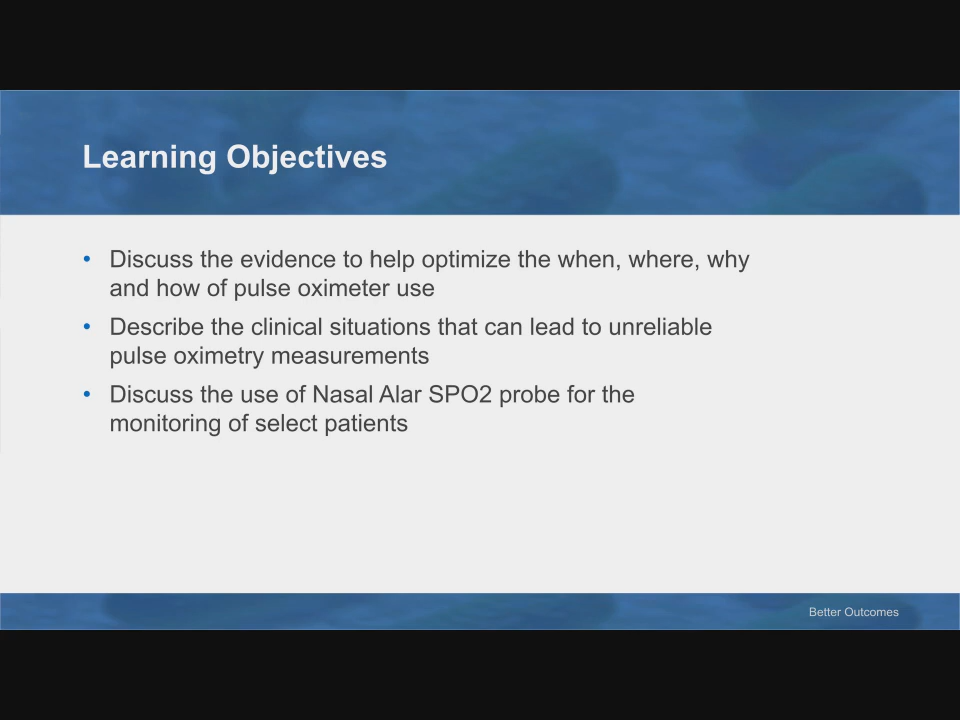 Learning Objectives
• Discuss the evidence to help optimize the when, where, why
and how of pulse oximeter use
• Describe the clinical situations that can lead to unreliable
pulse oximetry measurements
• Discuss the use of Nasal Alar SPO2 probe for the
monitoring of select patients
Better Outcomes